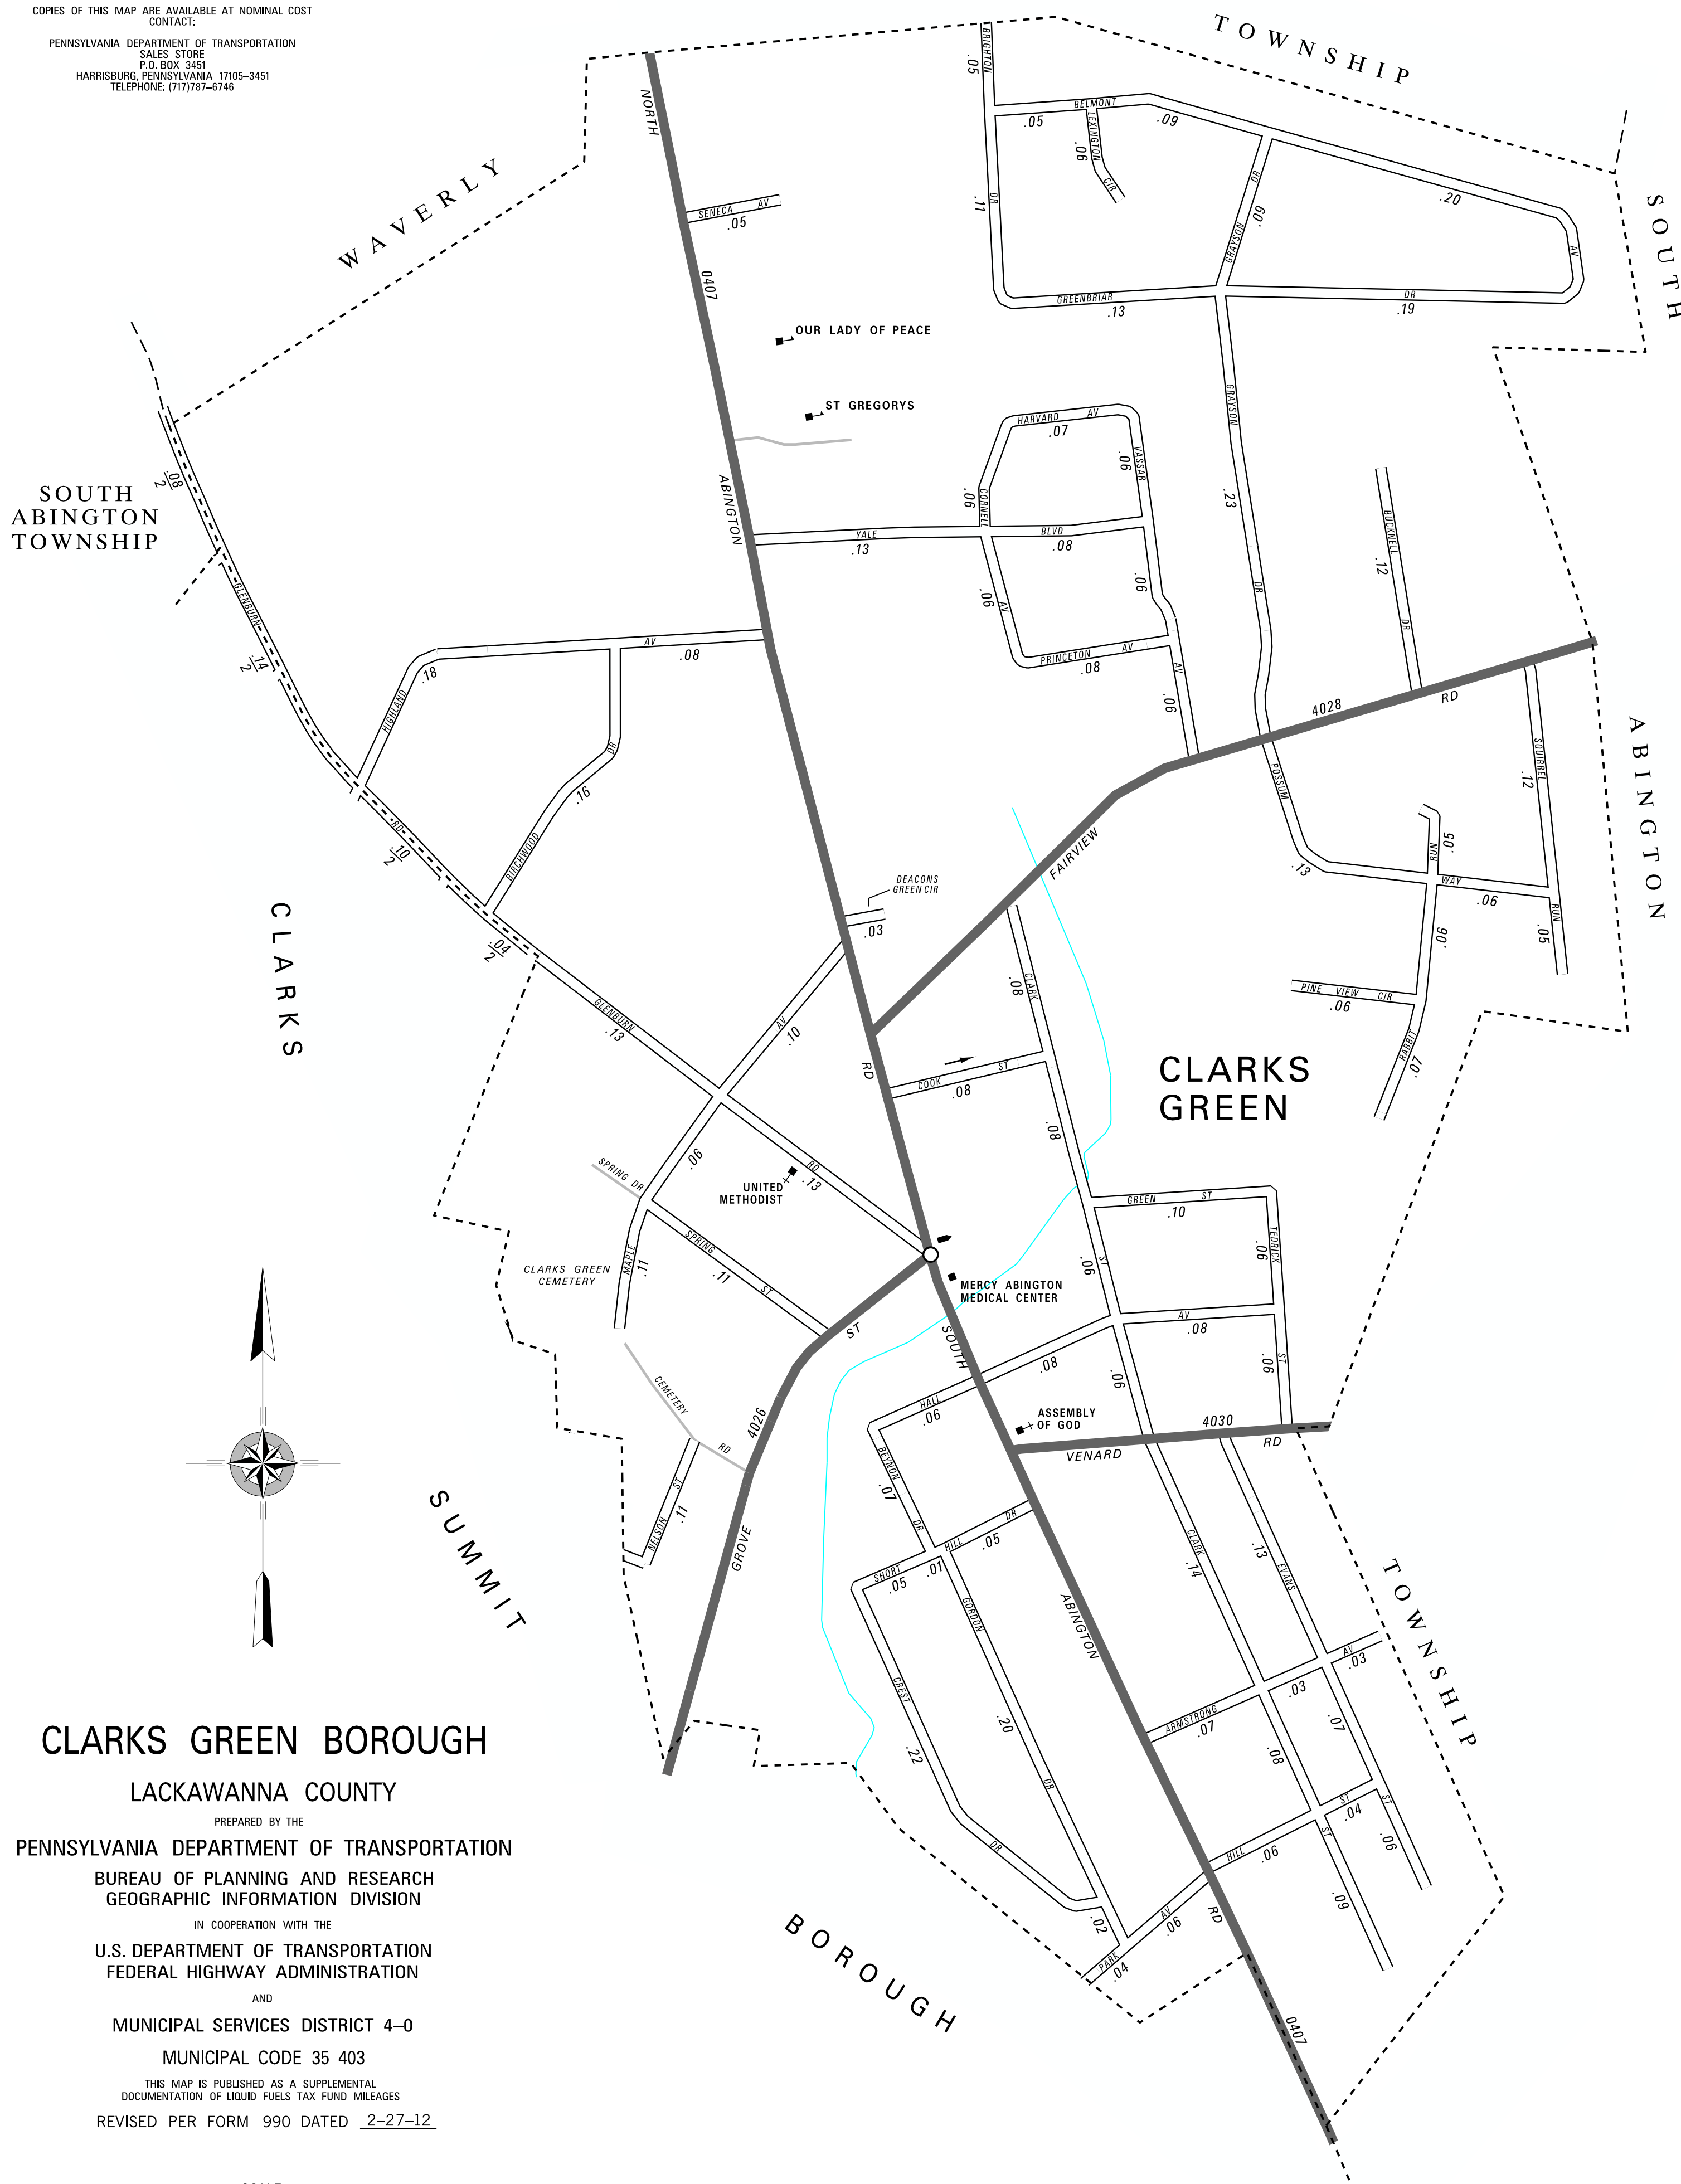 COPIES OF THIS MAP ARE AVAILABLE AT NOMINAL COST
CONTACT:
PENNSYLVANIA DEPARTMENT OF TRANSPORTATION
SALES STORE
P.O. BOX 3451
HARRISBURG, PENNSYLVANIA 17105–3451
TELEPHONE: (717)787–6746
TOWNSHIP
WAVERLY
SOUTH
ABINGTON
TOWNSHIP
SOUTH
ABINGTON
TOWNSHIP
CLARKS
SUMMIT
BOROUGH
NORTH
0407
ABINGTON
RD
SENECA AV
.05
OUR LADY OF PEACE
ST GREGORYS
BRIGHTON
.05
DR
.11
BELMONT
.05
.09
.20
AV
LEXINGTON
.06
CIR
GRAYSON DR
.09
GREENBRIAR
.13
DR
.19
GRAYSON
.23
DR
HARVARD AV
.07
VASSAR
.06
.06
AV
.06
CORNELL
.06
.06
AV
YALE
.13
BLVD
.08
PRINCETON AV
.08
BUCKNELL
.12
DR
4028
RD
FAIRVIEW
SQUIRREL
.12
RUN
.05
POSSUM
.13
WAY
.06
RUN
.05
.06
RABBIT
.07
PINE VIEW CIR
.06
.08
2
GLENBURN
.14
2
RD
.10
2
.04
2
HIGHLAND
.18
AV
.08
BIRCHWOOD
.16
DR
DEACONS
GREEN CIR
.03
GLENBURN
.13
RD
.13
AV
.10
.06
MAPLE
.11
SPRING DR
SPRING
.11
ST
UNITED
METHODIST
CLARKS GREEN
CEMETERY
CEMETERY
RD
NELSON ST
.11
ST
4026
GROVE
CLARKS
GREEN
CLARK
.08
COOK ST
.08
.08
GREEN ST
.10
TEDRICK
.06
ST
.06
ST
.06
.06
MERCY ABINGTON
MEDICAL CENTER
SOUTH
HALL
.06
.08
AV
.08
ASSEMBLY
OF GOD
4030
VENARD
RD
BEYNON
.07
DR
SHORT
.05
.01
HILL
.05
DR
GORDON
.20
DR
.02
CREST
.22
DR
ABINGTON
RD
0407
CLARK
.14
.08
ST
.09
EVANS
.13
.07
ST
.06
ARMSTRONG
.07
.03
AV
.03
HILL
.06
ST
.04
PARK
.04
AV
.06
CLARKS GREEN BOROUGH
LACKAWANNA COUNTY
PREPARED BY THE
PENNSYLVANIA DEPARTMENT OF TRANSPORTATION
BUREAU OF PLANNING AND RESEARCH
GEOGRAPHIC INFORMATION DIVISION
IN COOPERATION WITH THE
U.S. DEPARTMENT OF TRANSPORTATION
FEDERAL HIGHWAY ADMINISTRATION
AND
MUNICIPAL SERVICES DISTRICT 4–0
MUNICIPAL CODE 35 403
THIS MAP IS PUBLISHED AS A SUPPLEMENTAL
DOCUMENTATION OF LIQUID FUELS TAX FUND MILEAGES
REVISED PER FORM 990 DATED 2–27–12